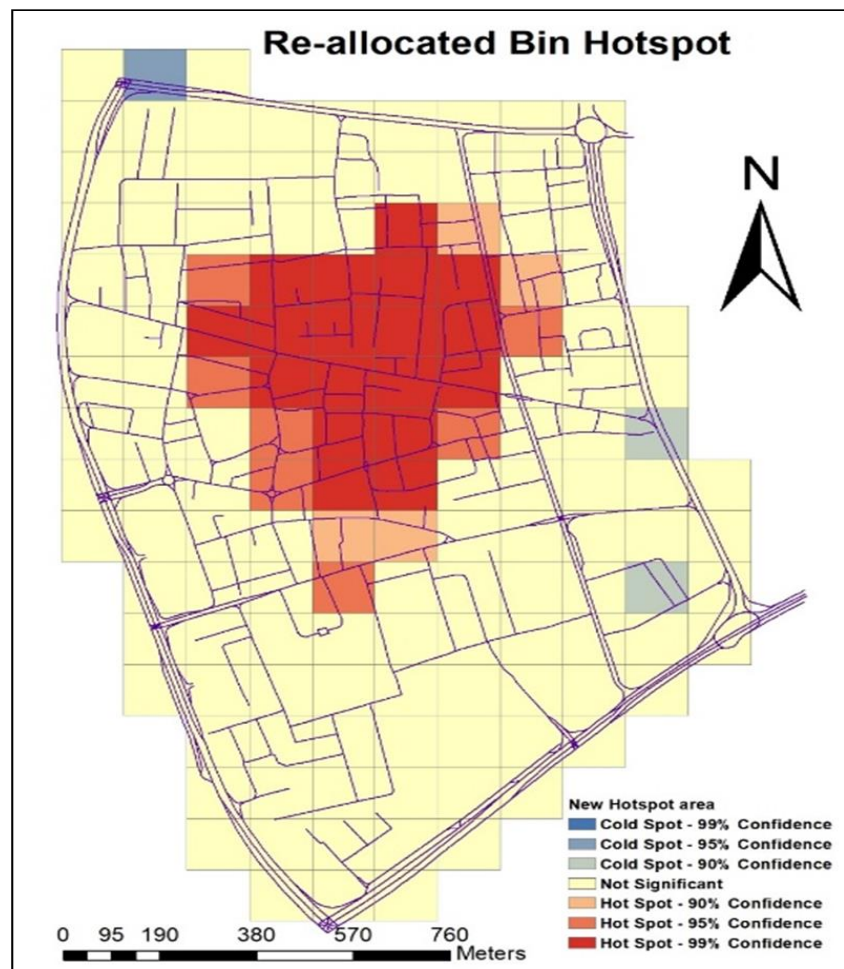 Re-allocated Bin Hotspot
N
New Hotspot area
Cold Spot - 99% Confidence
Cold Spot - 95% Confidence
Cold Spot - 90% Confidence
Not Significant
Hot Spot - 90% Confidence
Hot Spot - 95% Confidence
Hot Spot - 99% Confidence
0 95 190 380 570 760
Meters